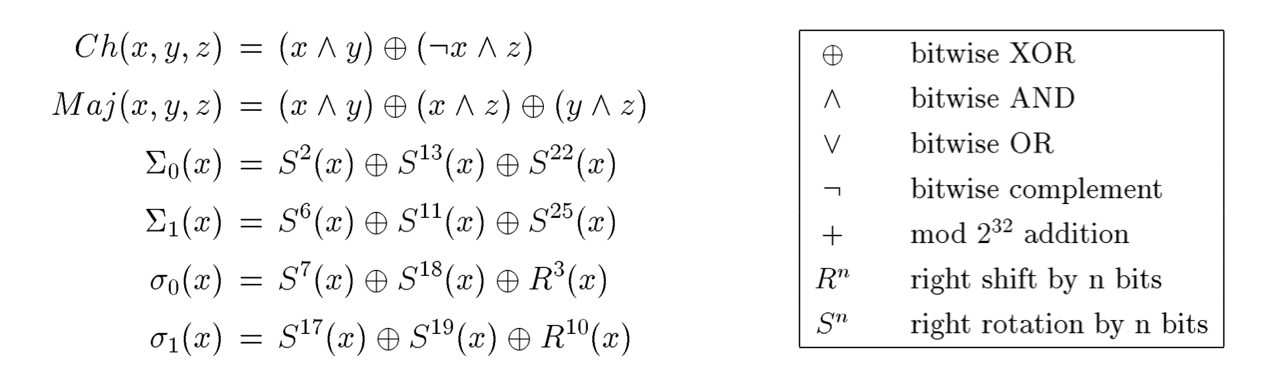 Ch(x, y, z) = (x ∧ y) ⊕ (¬x ∧ z)
Maj(x, y, z) = (x ∧ y) ⊕ (x ∧ z) ⊕ (y ∧ z)
Σ₀(x) = S²(x) ⊕ S¹³(x) ⊕ S²²(x)
Σ₁(x) = S⁶(x) ⊕ S¹¹(x) ⊕ S²⁵(x)
σ₀(x) = S⁷(x) ⊕ S¹⁸(x) ⊕ R³(x)
σ₁(x) = S¹⁷(x) ⊕ S¹⁹(x) ⊕ R¹⁰(x)
⊕ bitwise XOR
∧ bitwise AND
∨ bitwise OR
¬ bitwise complement
+ mod 2³² addition
Rⁿ right shift by n bits
Sⁿ right rotation by n bits